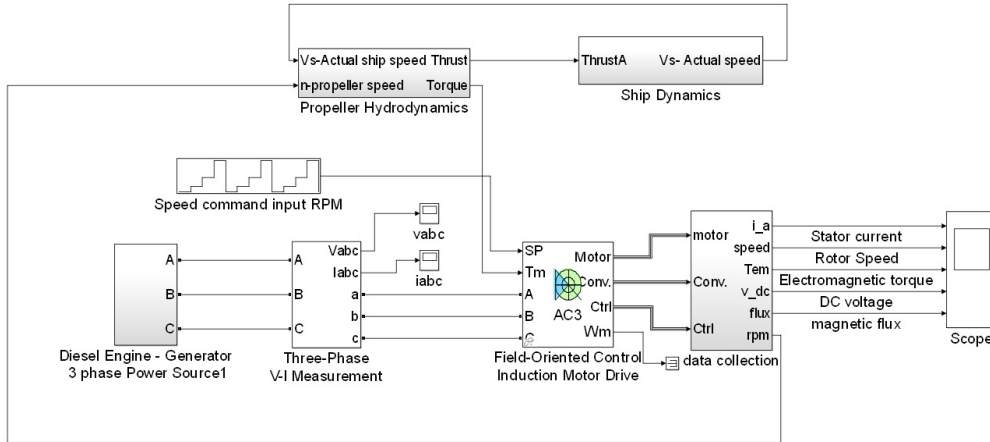 Vs-Actual ship speed Thrust
n-propeller speed Torque
Propeller Hydrodynamics
ThrustA Vs- Actual speed
Ship Dynamics
Speed command input RPM
vabc
iabc
A A
B B
C C
Vabc
Iabc
a
b
c
Diesel Engine - Generator
3 phase Power Source1
Three-Phase
V-I Measurement
SP
Tm
A
B
C
Motor
Conv.
Ctrl
Wm
AC3
Field-Oriented Control
Induction Motor Drive
motor
Conv.
Ctrl
i_a
speed
Tem
v_dc
flux
rpm
data collection
Stator current
Rotor Speed
Electromagnetic torque
DC voltage
magnetic flux
Scope